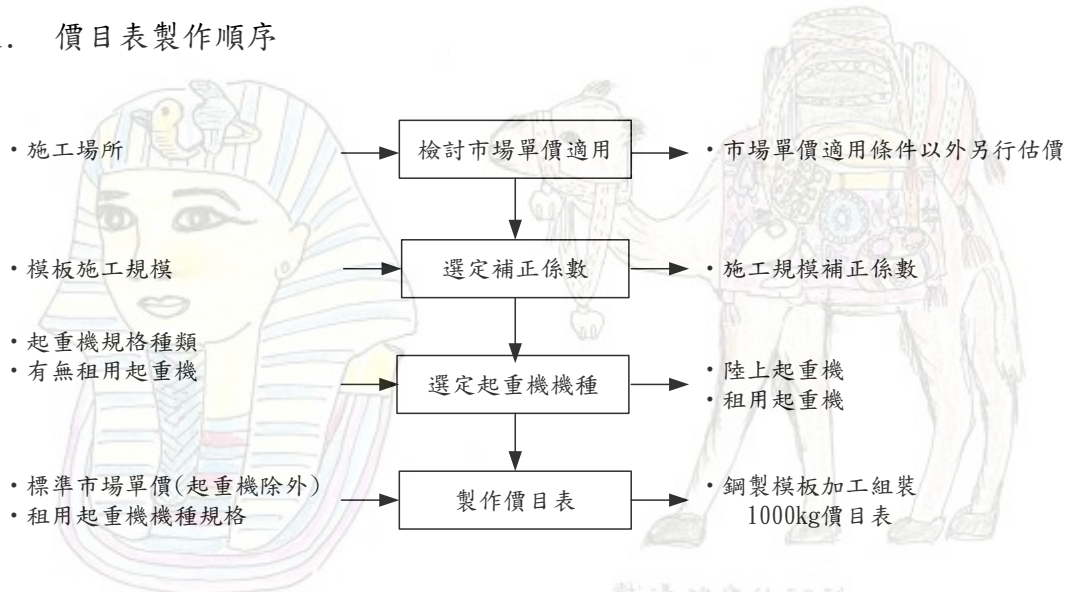 價目表製作順序
・施工場所
檢討市場單價適用
・市場單價適用條件以外另行估價
・模板施工規模
選定補正係數
・施工規模補正係數
・起重機規格種類
・有無租用起重機
選定起重機機種
・陸上起重機
・租用起重機
・標準市場單價(起重機除外)
・租用起重機機種規格
製作價目表
・鋼製模板加工組裝
1000kg價目表